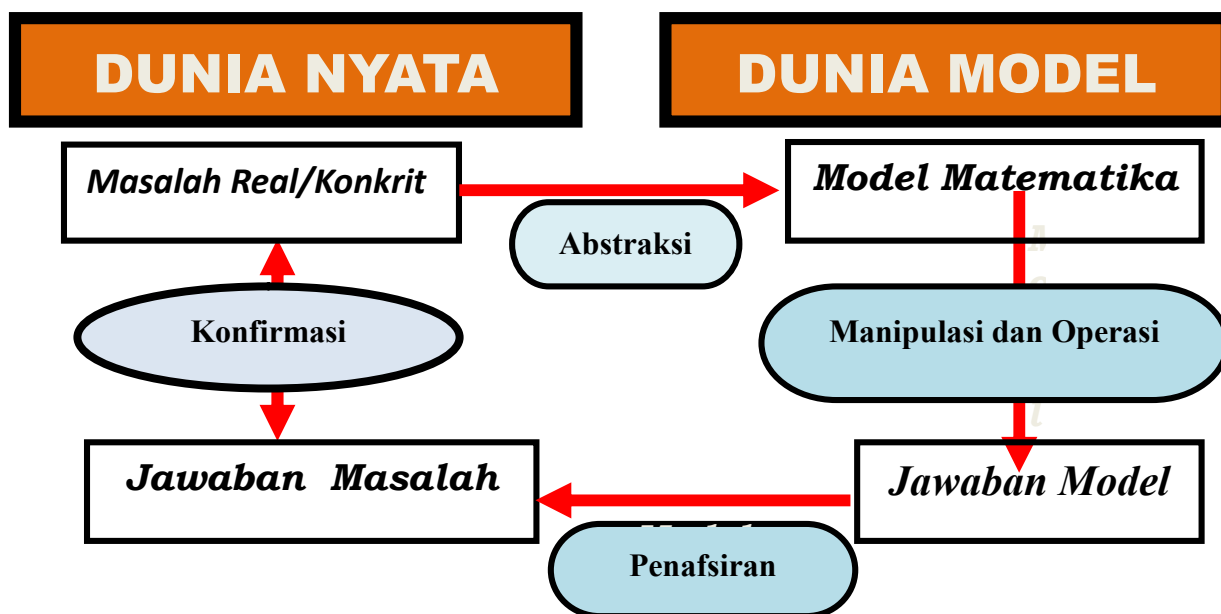 DUNIA NYATA
DUNIA MODEL
Masalah Real/Konkrit
Model Matematika
Abstraksi
Konfirmasi
Manipulasi dan Operasi
Jawaban Masalah
Jawaban Model
Penafsiran